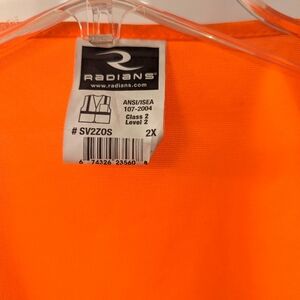 RADIANS
www.radians.com
ANSI/ISEA
107-2004
Class 2
Level 2
# SV2ZOS 2X
6 74326 23560 8